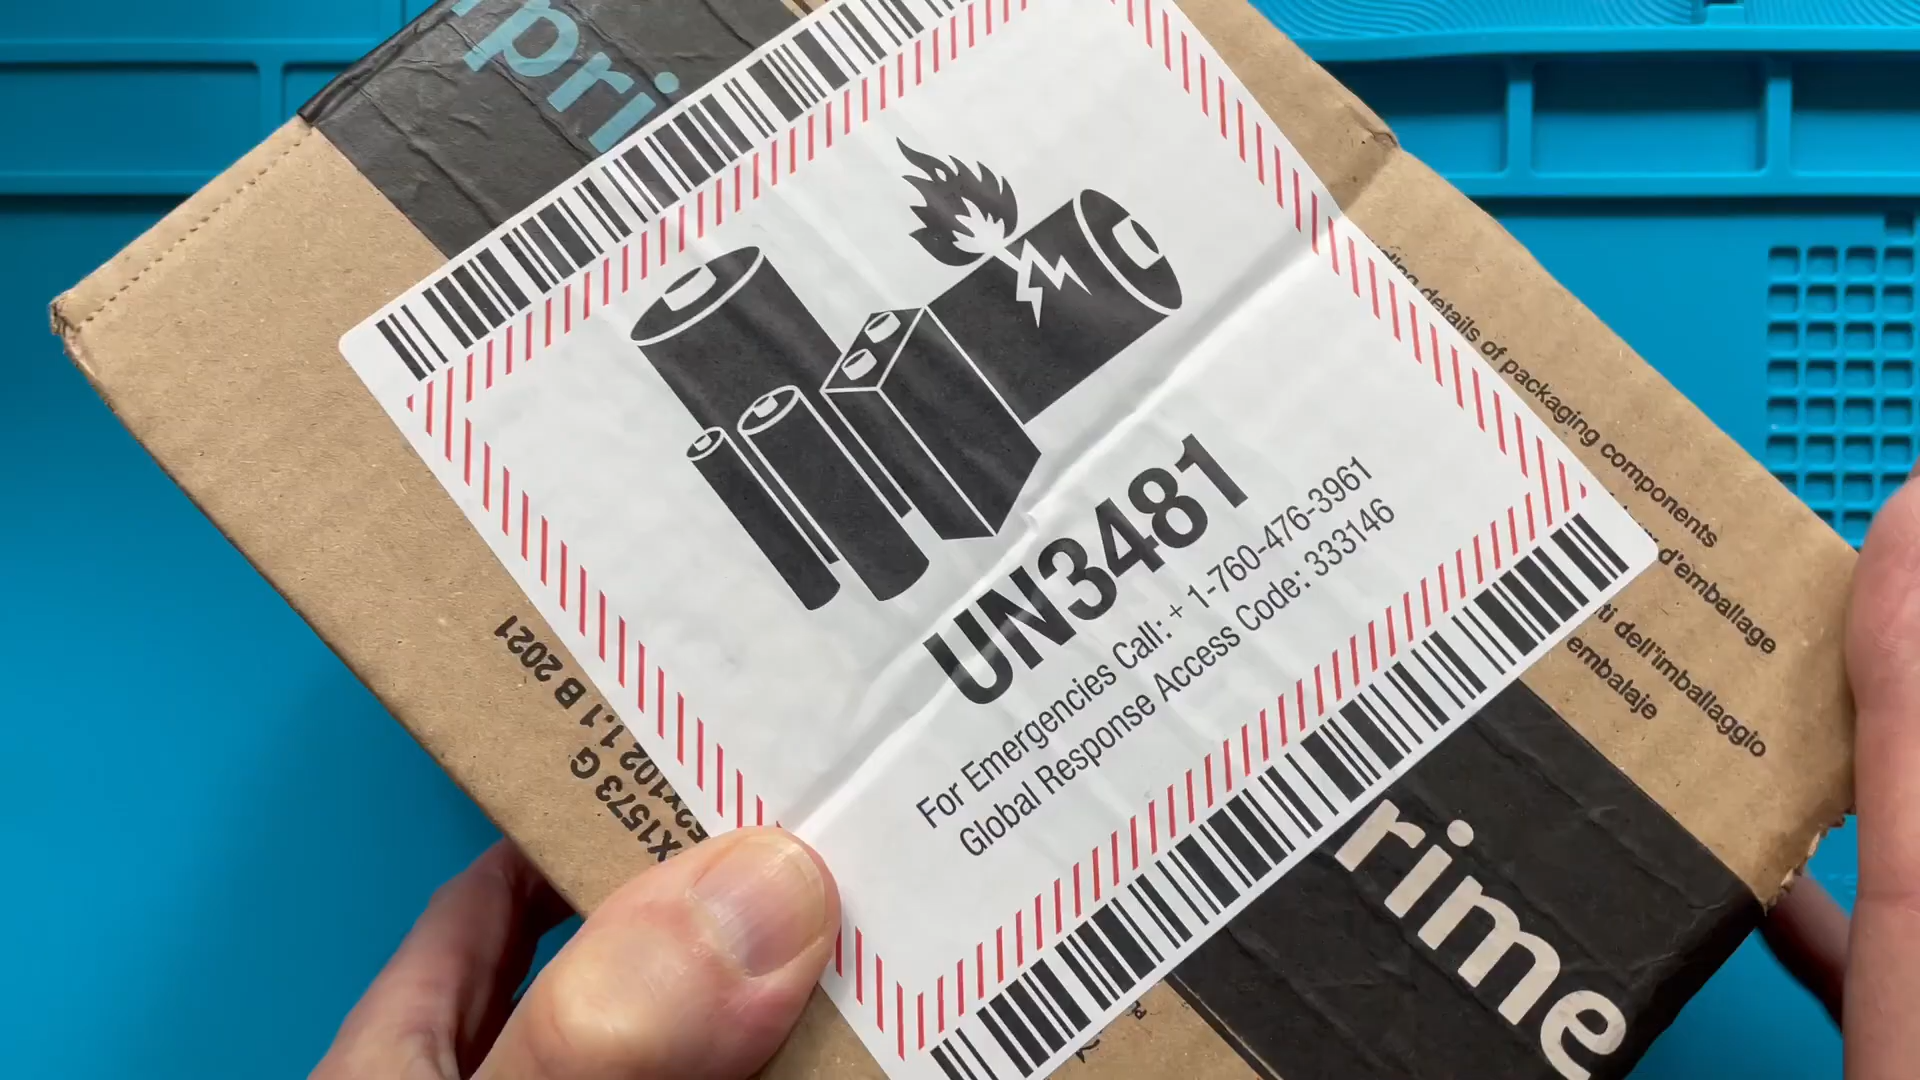 pri
UN3481
For Emergencies Call: + 1-760-476-3961
Global Response Access Code: 333146
details of packaging components
d'emballage
dell'imballaggio
embalaje
X1573 G
1.1 B 2021
rime